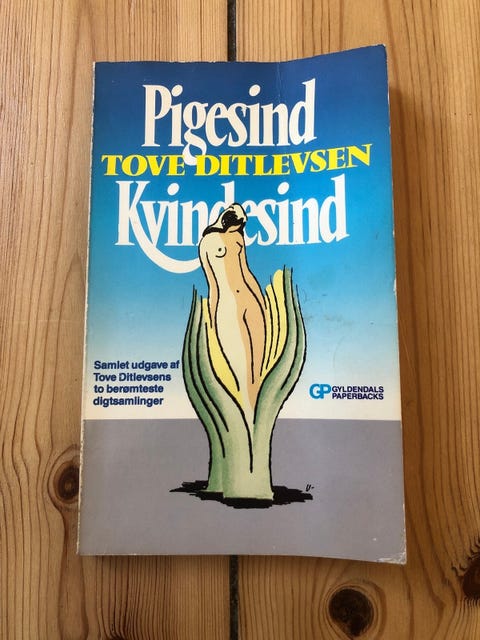 Pigesind
TOVE DITLEVSEN
Kvindesind
Samlet udgave af
Tove Ditlevsens
to berømteste
digtsamlinger
GP GYLDENDALS
PAPERBACKS